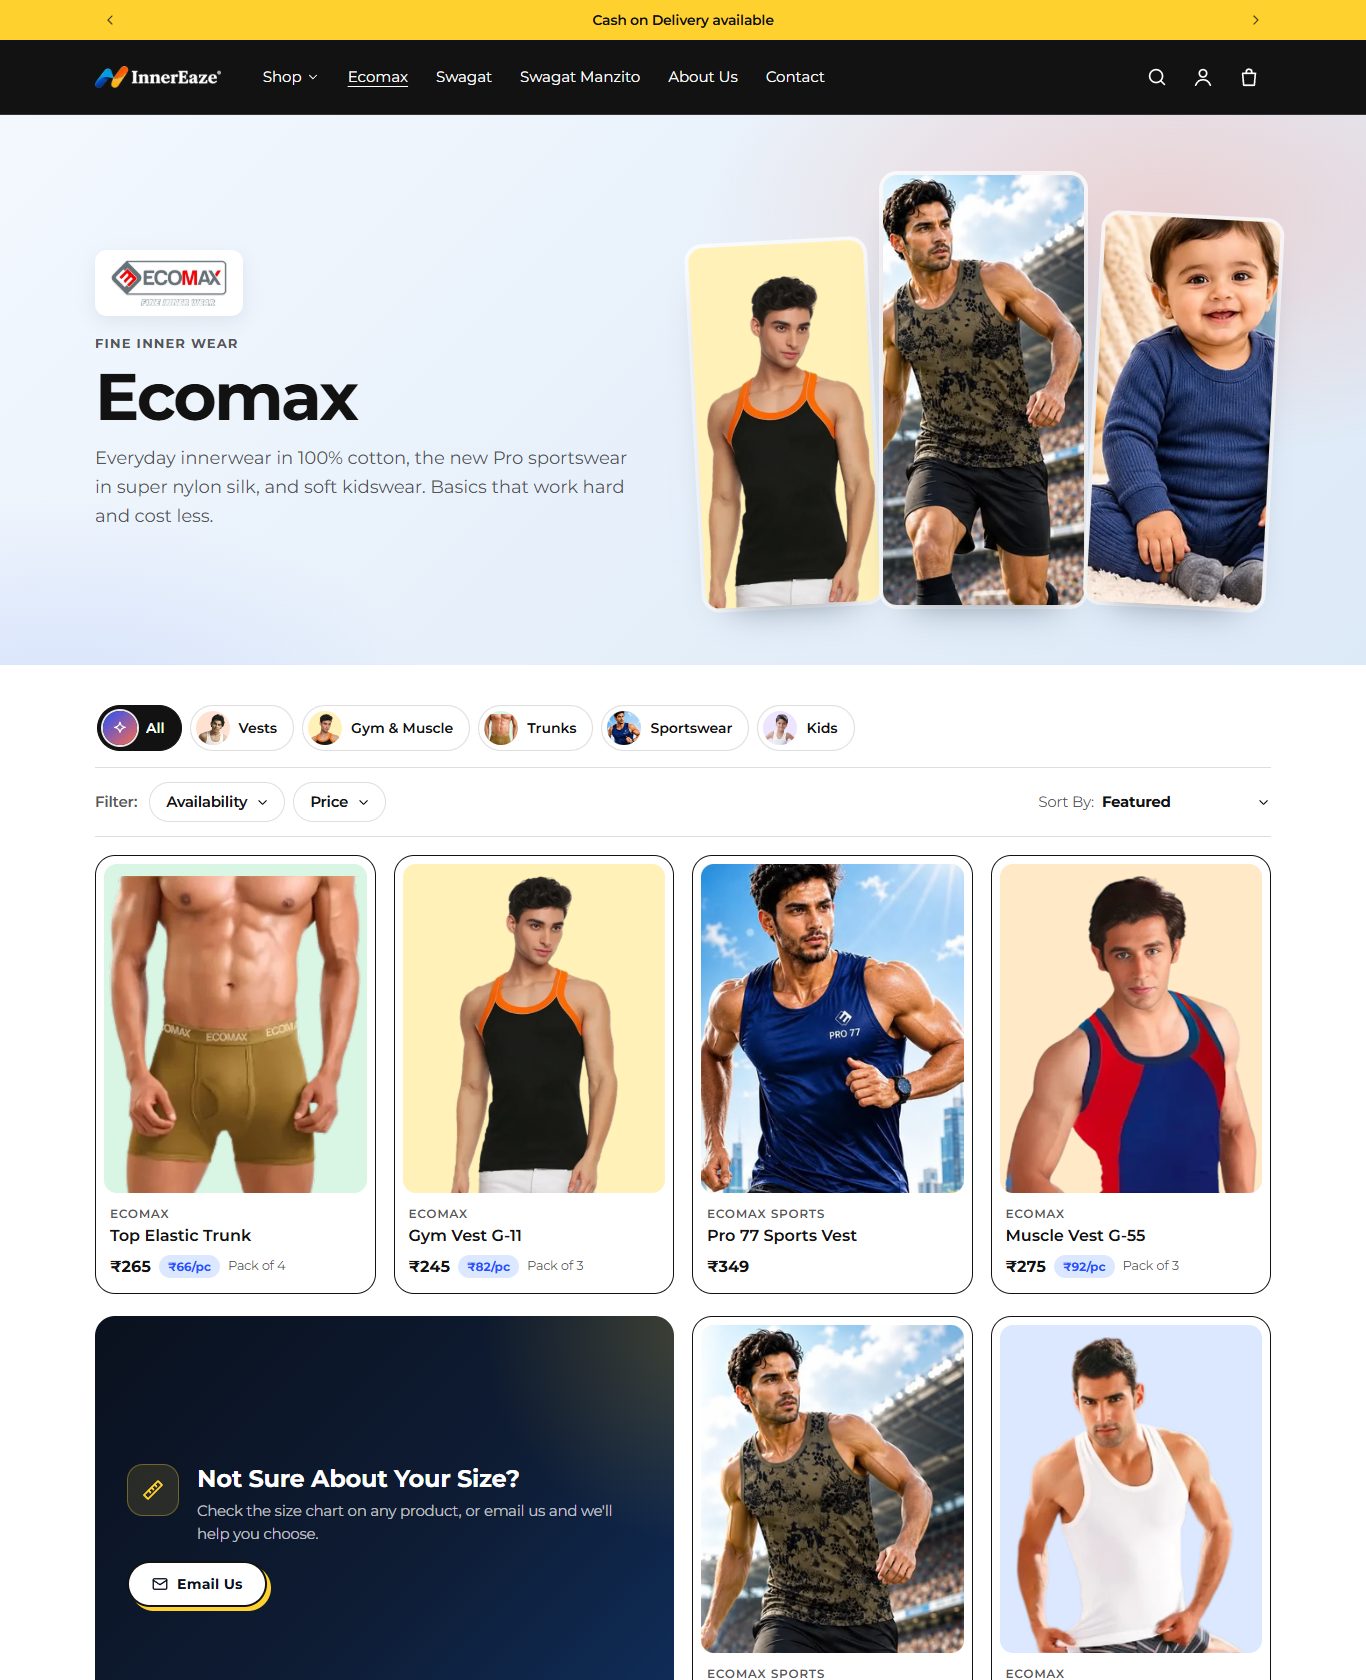 Cash on Delivery available
InnerEaze®
Shop
Ecomax
Swagat
Swagat Manzito
About Us
Contact
ECOMAX
FINE INNER WEAR
FINE INNER WEAR
Ecomax
Everyday innerwear in 100% cotton, the new Pro sportswear
in super nylon silk, and soft kidswear. Basics that work hard
and cost less.
All
Vests
Gym & Muscle
Trunks
Sportswear
Kids
Filter:
Availability
Price
Sort By: Featured
ECOMAX
PRO 77
ECOMAX
Top Elastic Trunk
₹265 ₹66/pc Pack of 4
ECOMAX
Gym Vest G-11
₹245 ₹82/pc Pack of 3
ECOMAX SPORTS
Pro 77 Sports Vest
₹349
ECOMAX
Muscle Vest G-55
₹275 ₹92/pc Pack of 3
Not Sure About Your Size?
Check the size chart on any product, or email us and we'll
help you choose.
Email Us
ECOMAX SPORTS
ECOMAX